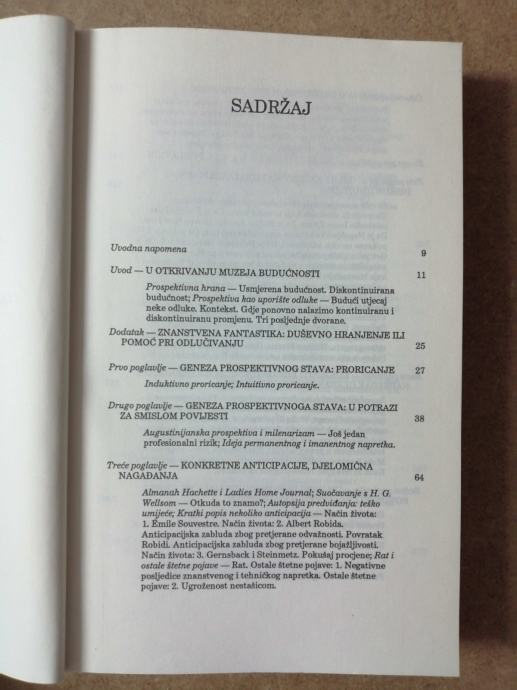 SADRŽAJ
Uvodna napomena 9
Uvod — U OTKRIVANJU MUZEJA BUDUĆNOSTI 11
Prospektivna hrana — Usmjerena budućnost. Diskontinuirana
budućnost; Prospektiva kao uporište odluke — Budući utjecaj
neke odluke. Kontekst. Gdje ponovno nalazimo kontinuiranu i
diskontinuiranu promjenu. Tri posljednje dvorane.
Dodatak — ZNANSTVENA FANTASTIKA: DUŠEVNO HRANJENJE ILI
POMOĆ PRI ODLUČIVANJU 25
Prvo poglavlje — GENEZA PROSPEKTIVNOG STAVA: PRORICANJE 27
Induktivno proricanje; Intuitivno proricanje.
Drugo poglavlje — GENEZA PROSPEKTIVNOGA STAVA: U POTRAZI
ZA SMISLOM POVIJESTI 38
Augustinijanska prospektiva i milenarizam — Još jedan
profesionalni rizik; Ideja permanentnog i imanentnog napretka.
Treće poglavlje — KONKRETNE ANTICIPACIJE, DJELOMIČNA
NAGAĐANJA 64
Almanah Hachette i Ladies Home Journal; Suočavanje s H. G.
Wellsom — Otkuda to znamo?; Autopsija predviđanja: teško
umijeće; Kratki popis nekoliko anticipacija — Način života:
1. Émile Souvestre. Način života: 2. Albert Robida.
Anticipacijska zabluda zbog pretjerane odvažnosti. Povratak
Robidi. Anticipacijska zabluda zbog pretjerane bojažljivosti.
Način života: 3. Gernsback i Steinmetz. Pokušaj procjene; Rat i
ostale štetne pojave — Rat. Ostale štetne pojave: 1. Negativne
posljedice znanstvenog i tehničkog napretka. Ostale štetne
pojave: 2. Ugroženost nestašicom.